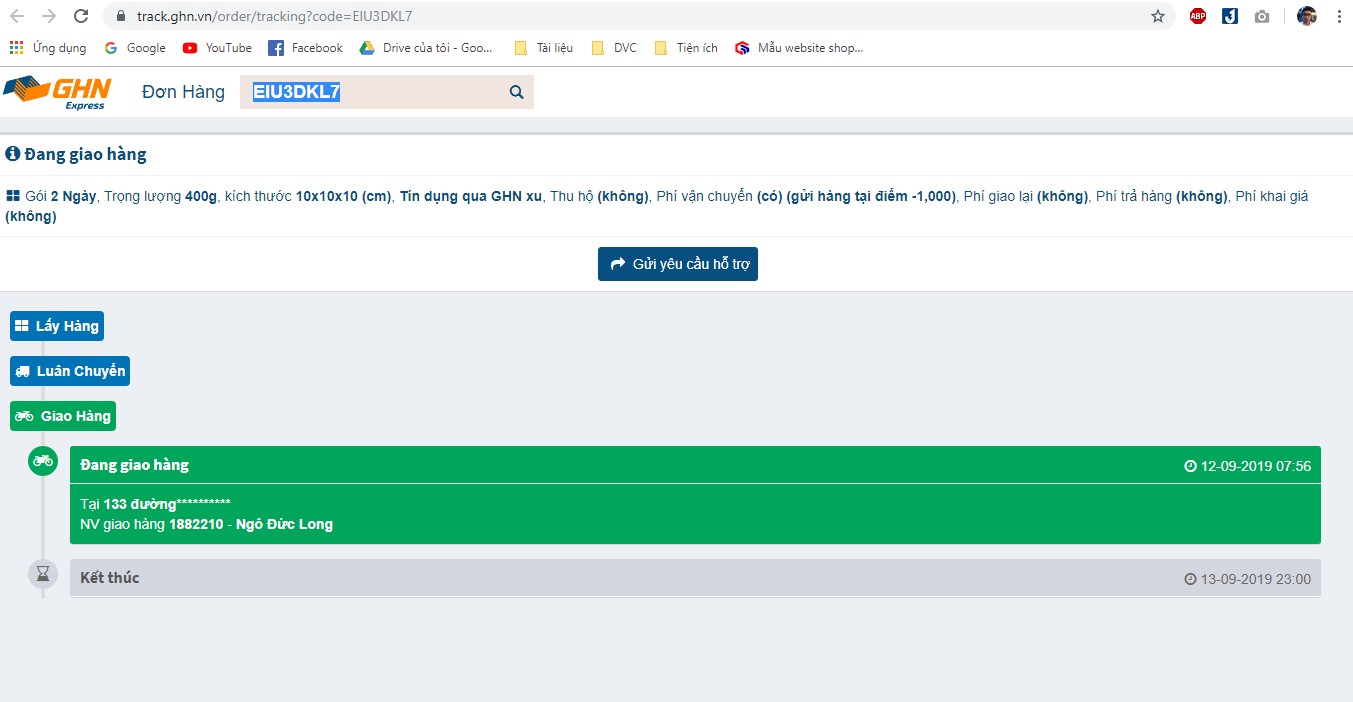 track.ghn.vn/order/tracking?code=EIU3DKL7
ABP
Ứng dụng Google YouTube Facebook Drive của tôi - Goo... Tài liệu DVC Tiện ích Mẫu website shop...
GHN
Express
Đơn Hàng EIU3DKL7
Đang giao hàng
Gói 2 Ngày, Trọng lượng 400g, kích thước 10x10x10 (cm), Tín dụng qua GHN xu, Thu hộ (không), Phí vận chuyển (có) (gửi hàng tại điểm -1,000), Phí giao lại (không), Phí trả hàng (không), Phí khai giá
(không)
Gửi yêu cầu hỗ trợ
Lấy Hàng
Luân Chuyển
Giao Hàng
Đang giao hàng 12-09-2019 07:56
Tại 133 đường**********
NV giao hàng 1882210 - Ngô Đức Long
Kết thúc 13-09-2019 23:00